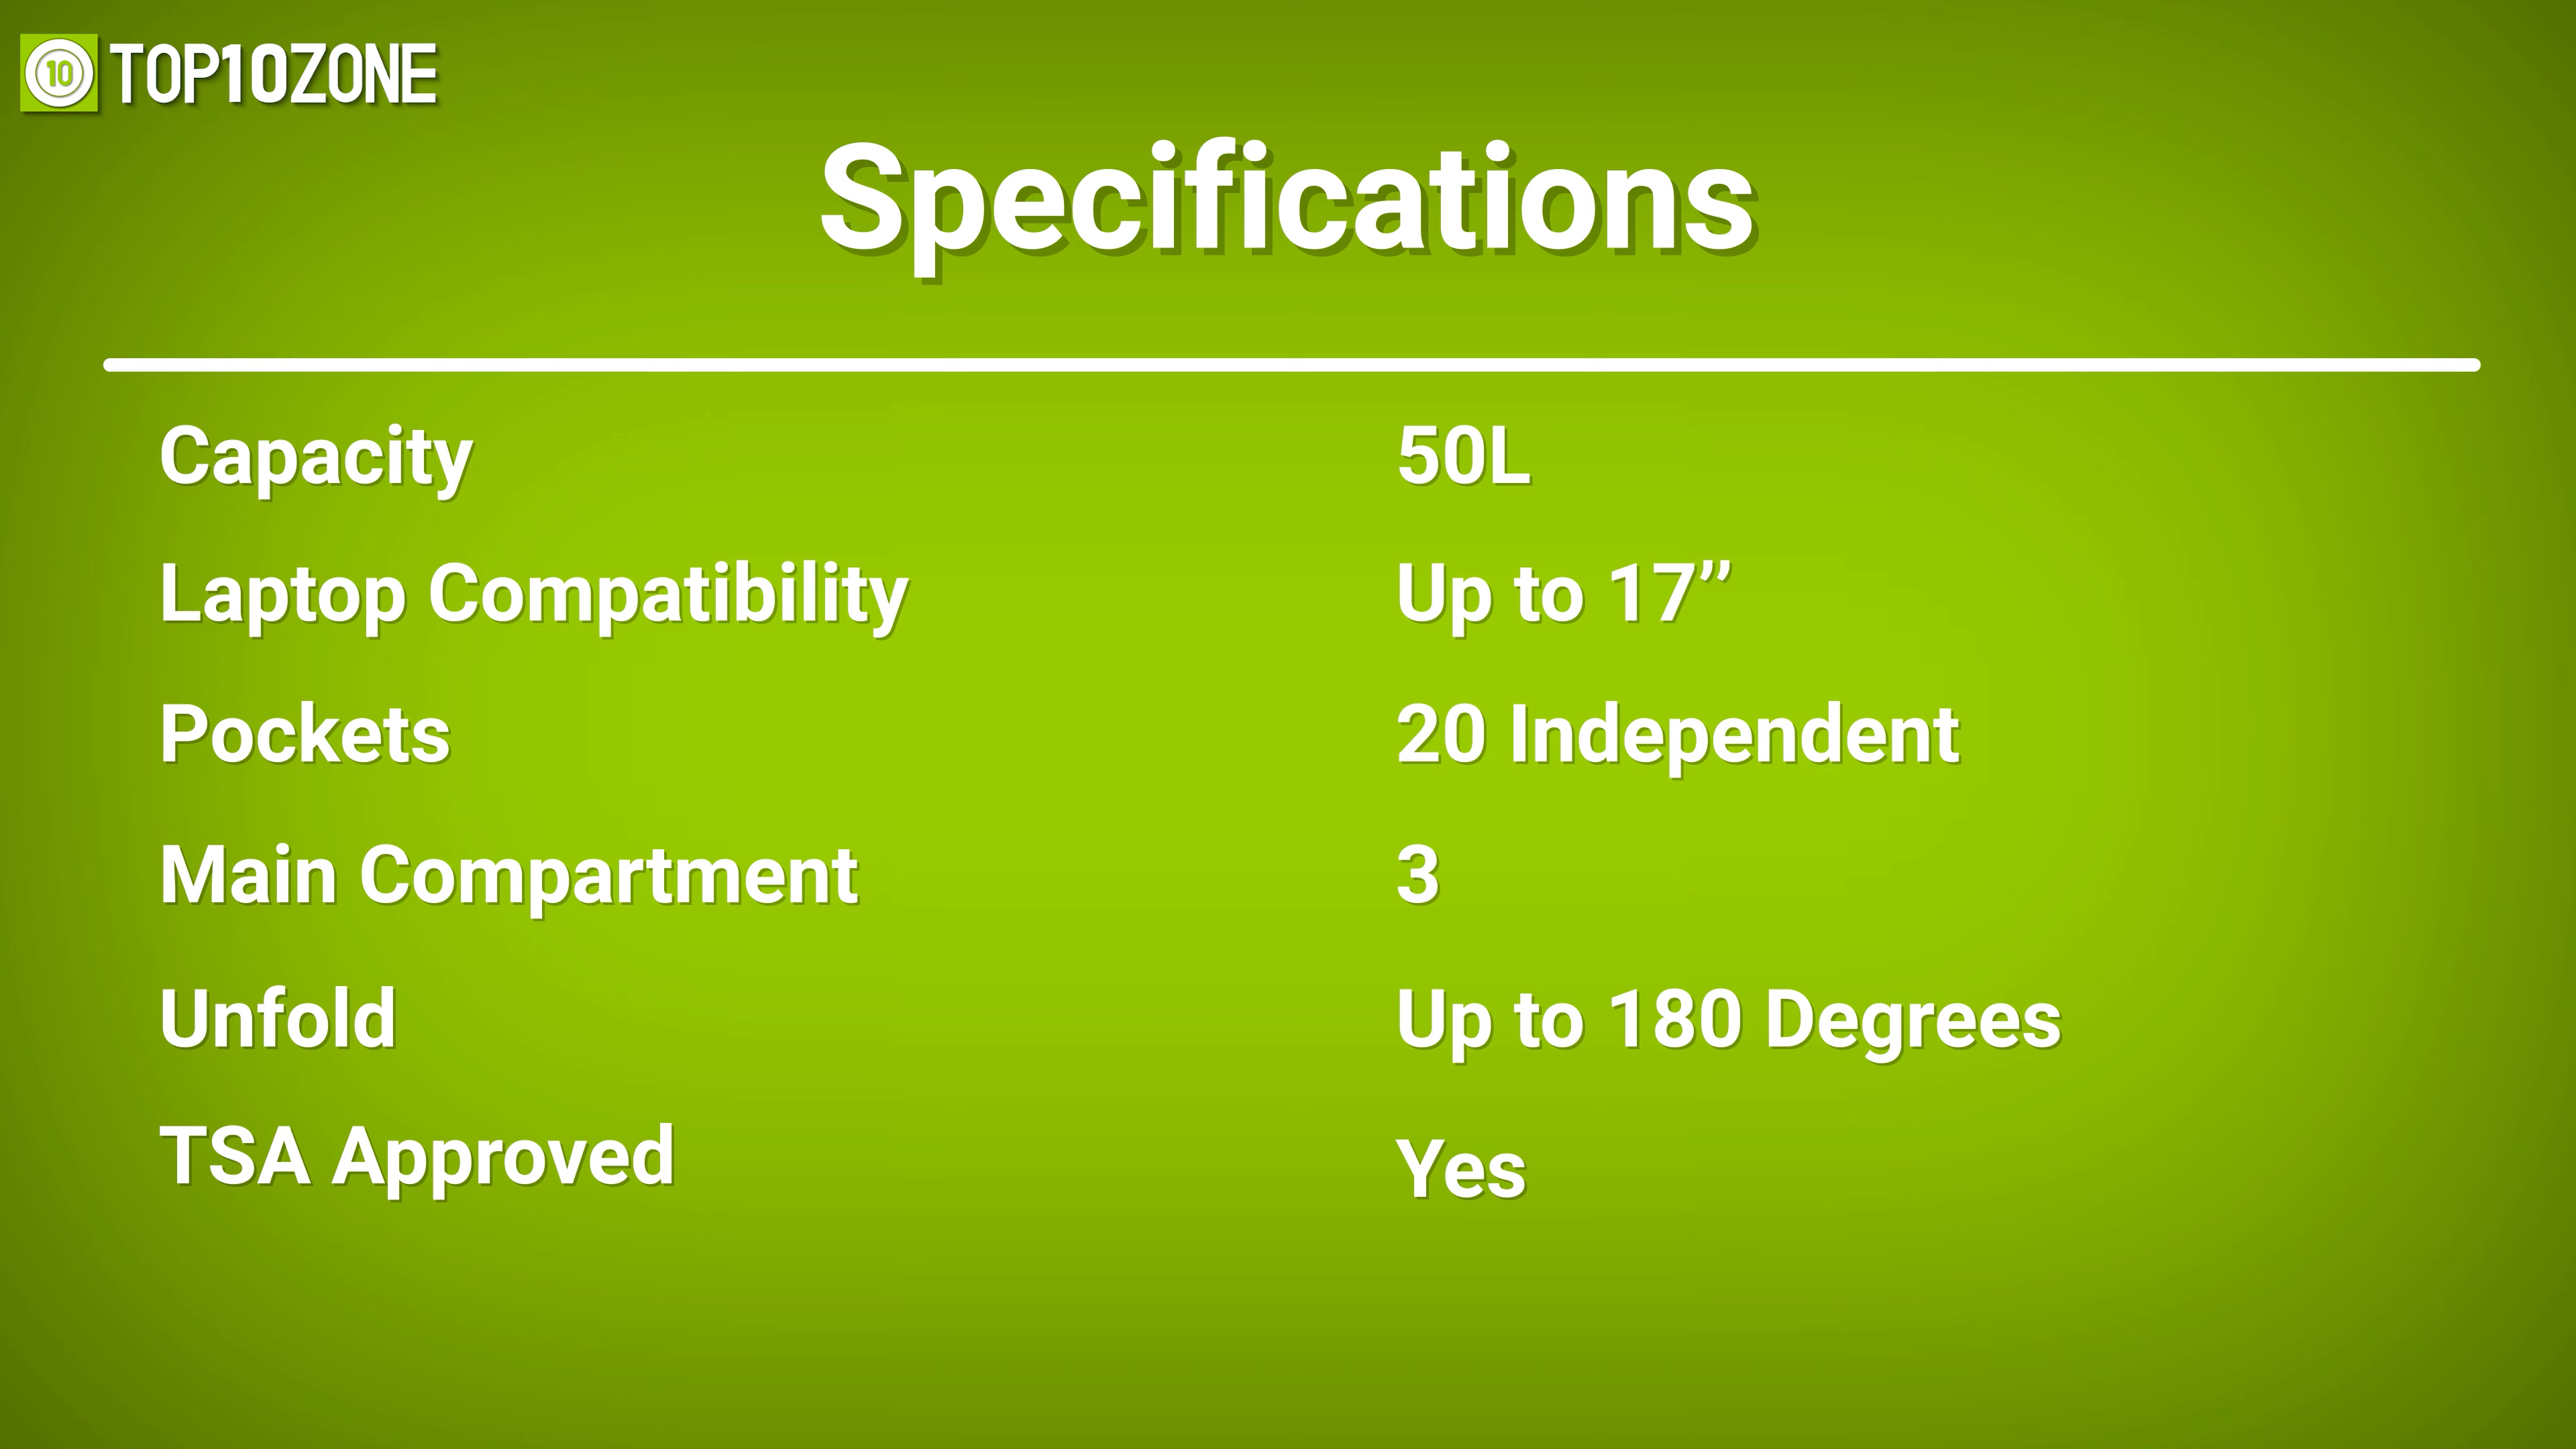 10 TOP10ZONE
Specifications
Capacity 50L
Laptop Compatibility Up to 17’’
Pockets 20 Independent
Main Compartment 3
Unfold Up to 180 Degrees
TSA Approved Yes